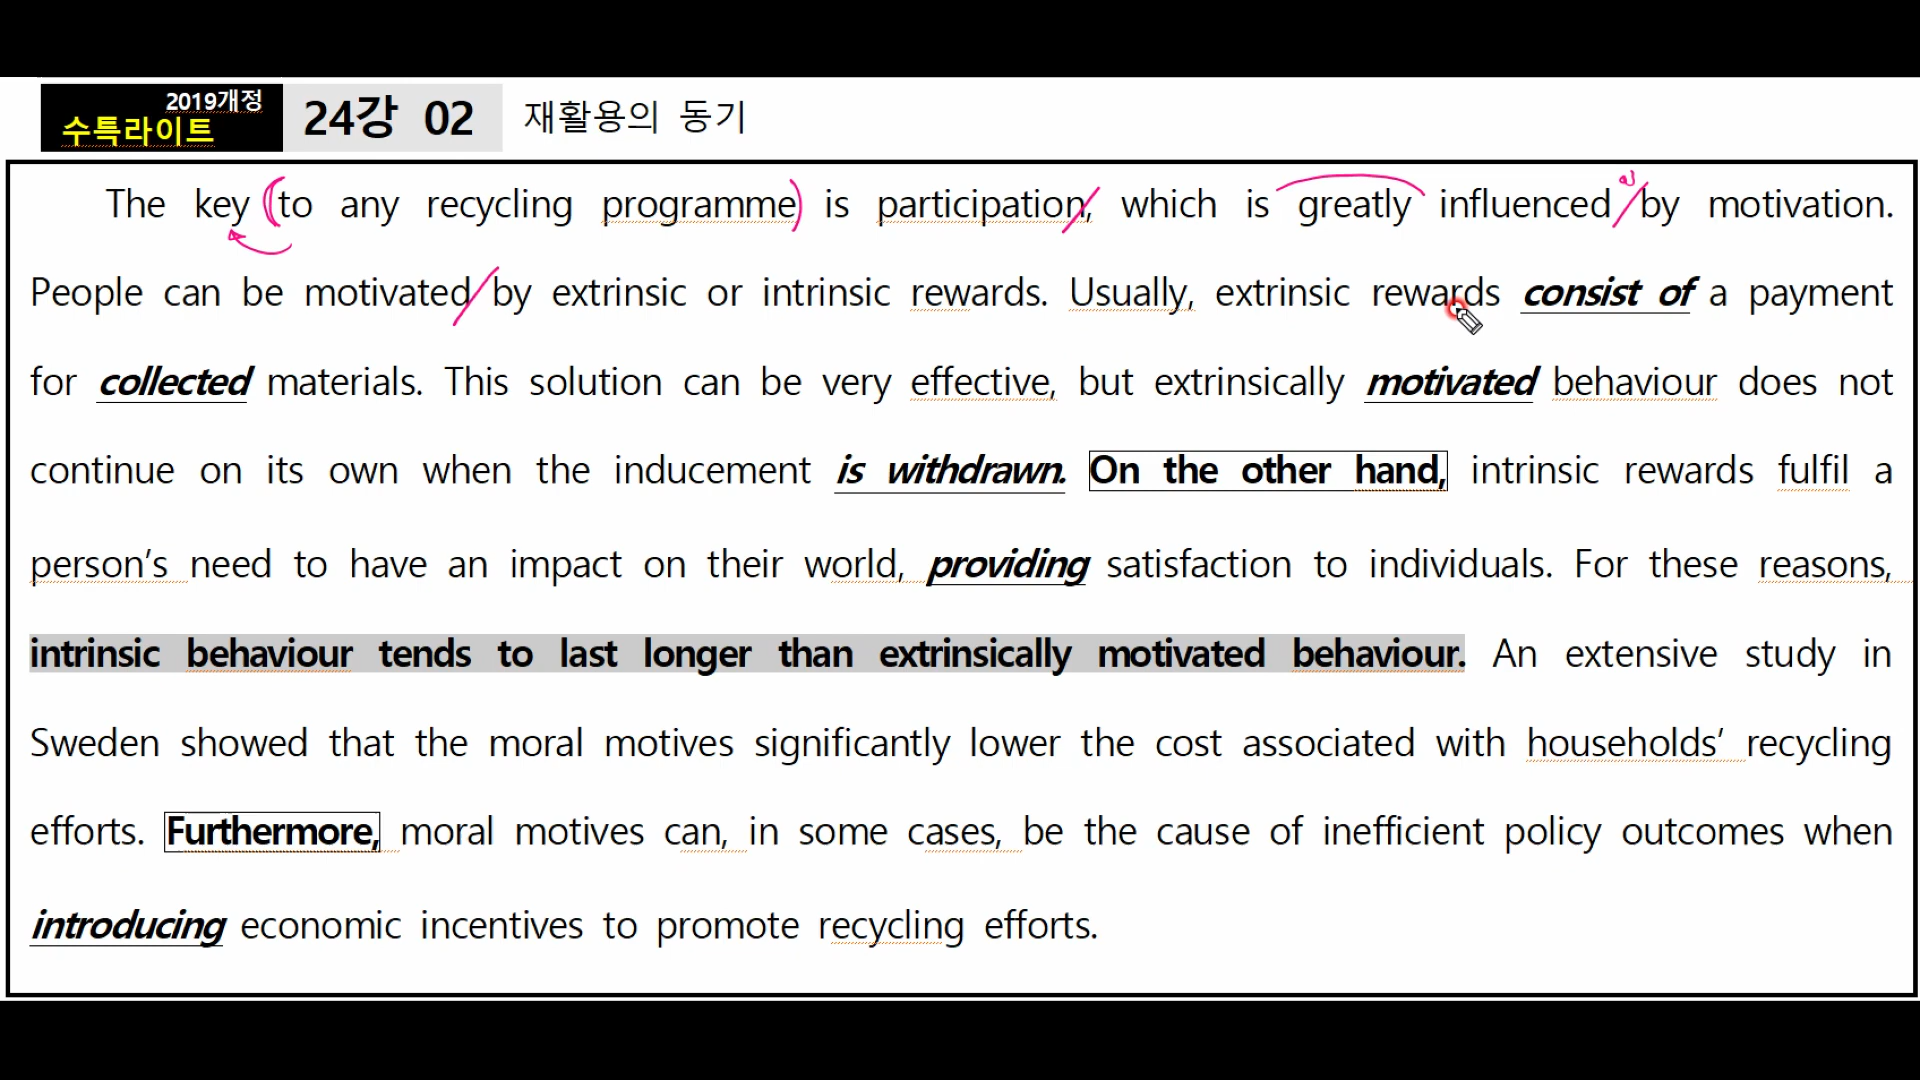 2019개정
수특라이트
24강 02
재활용의 동기
The key to any recycling programme is participation, which is greatly influenced by motivation.
People can be motivated by extrinsic or intrinsic rewards. Usually, extrinsic rewards consist of a payment
for collected materials. This solution can be very effective, but extrinsically motivated behaviour does not
continue on its own when the inducement is withdrawn. On the other hand, intrinsic rewards fulfil a
person's need to have an impact on their world, providing satisfaction to individuals. For these reasons,
intrinsic behaviour tends to last longer than extrinsically motivated behaviour. An extensive study in
Sweden showed that the moral motives significantly lower the cost associated with households' recycling
efforts. Furthermore, moral motives can, in some cases, be the cause of inefficient policy outcomes when
introducing economic incentives to promote recycling efforts.